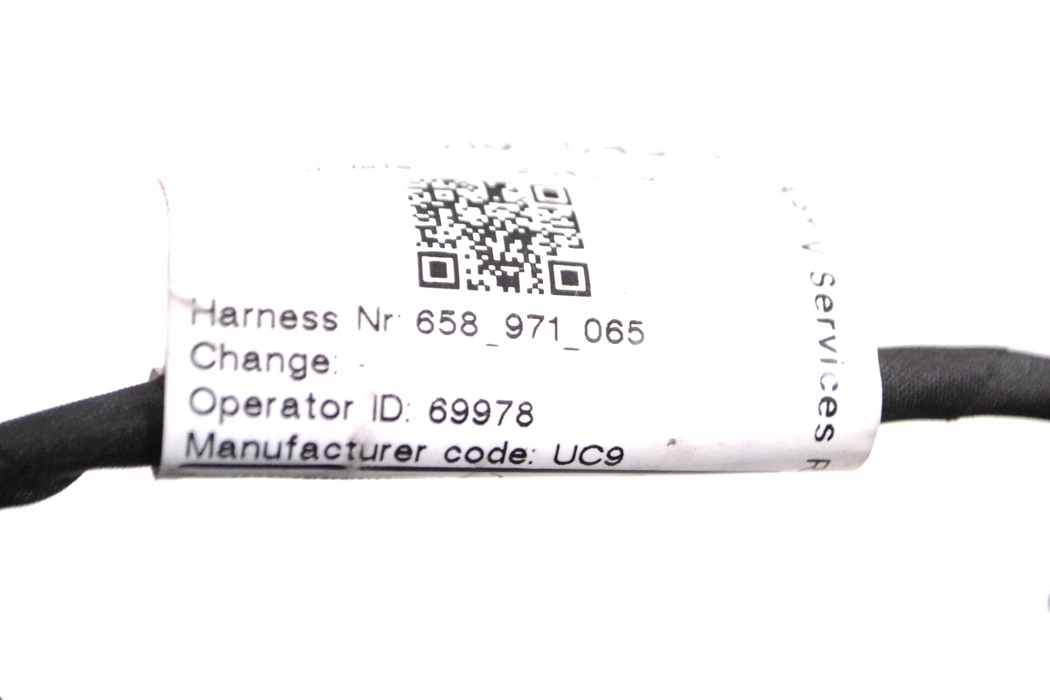 Harness Nr: 658_971_065
Change: -
Operator ID: 69978
Manufacturer code: UC9
Services